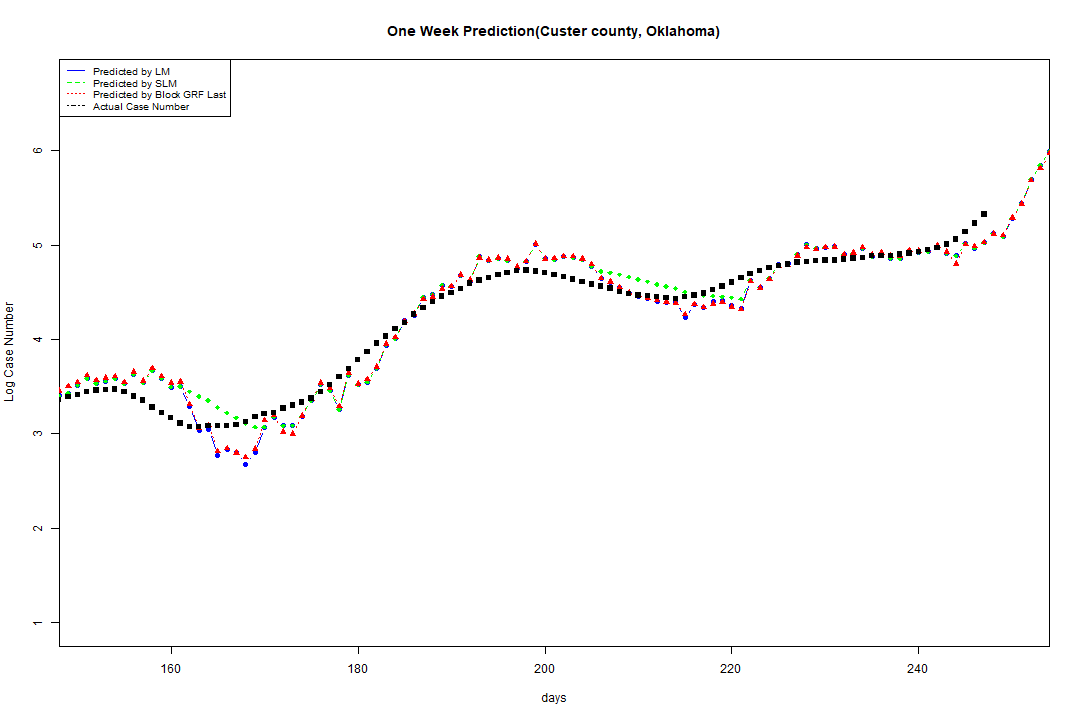 One Week Prediction(Custer county, Oklahoma)
Predicted by LM
Predicted by SLM
Predicted by Block GRF Last
Actual Case Number
6
5
4
3
2
1
Log Case Number
160 180 200 220 240
days